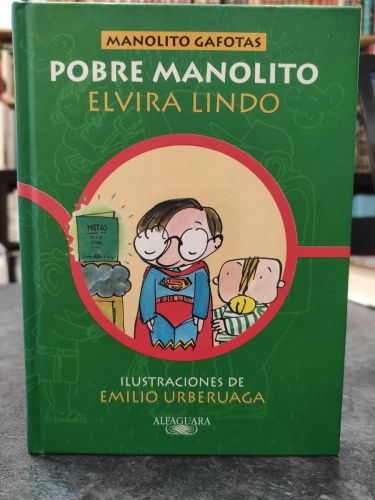 MANOLITO GAFOTAS
POBRE MANOLITO
ELVIRA LINDO
NOTAS
ILUSTRACIONES DE
EMILIO URBERUAGA
ALFAGUARA